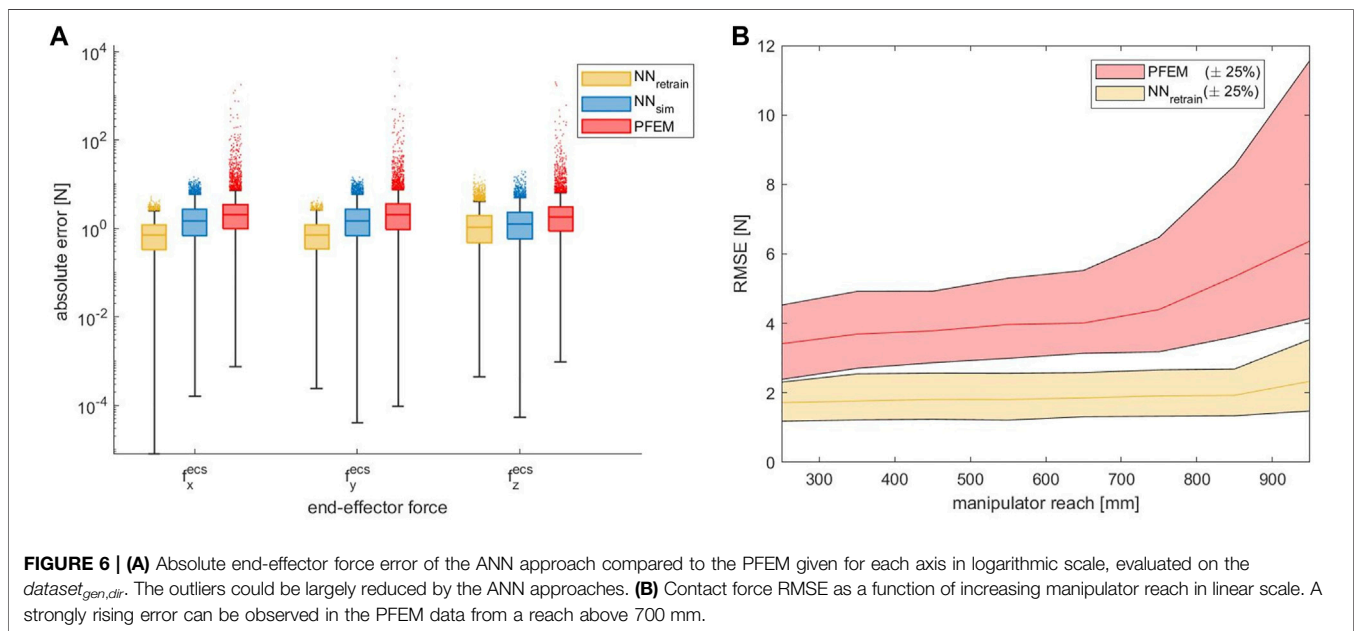 A
10^4
10^2
10^0
10^-2
10^-4
absolute error [N]
NN_retrain
NN_sim
PFEM
f_x^ecs
f_y^ecs
f_z^ecs
end-effector force
B
12
10
8
6
4
2
0
RMSE [N]
PFEM (± 25%)
NN_retrain (± 25%)
300 400 500 600 700 800 900
manipulator reach [mm]
FIGURE 6 | (A) Absolute end-effector force error of the ANN approach compared to the PFEM given for each axis in logarithmic scale, evaluated on the
dataset_gen,dir. The outliers could be largely reduced by the ANN approaches. (B) Contact force RMSE as a function of increasing manipulator reach in linear scale. A
strongly rising error can be observed in the PFEM data from a reach above 700 mm.